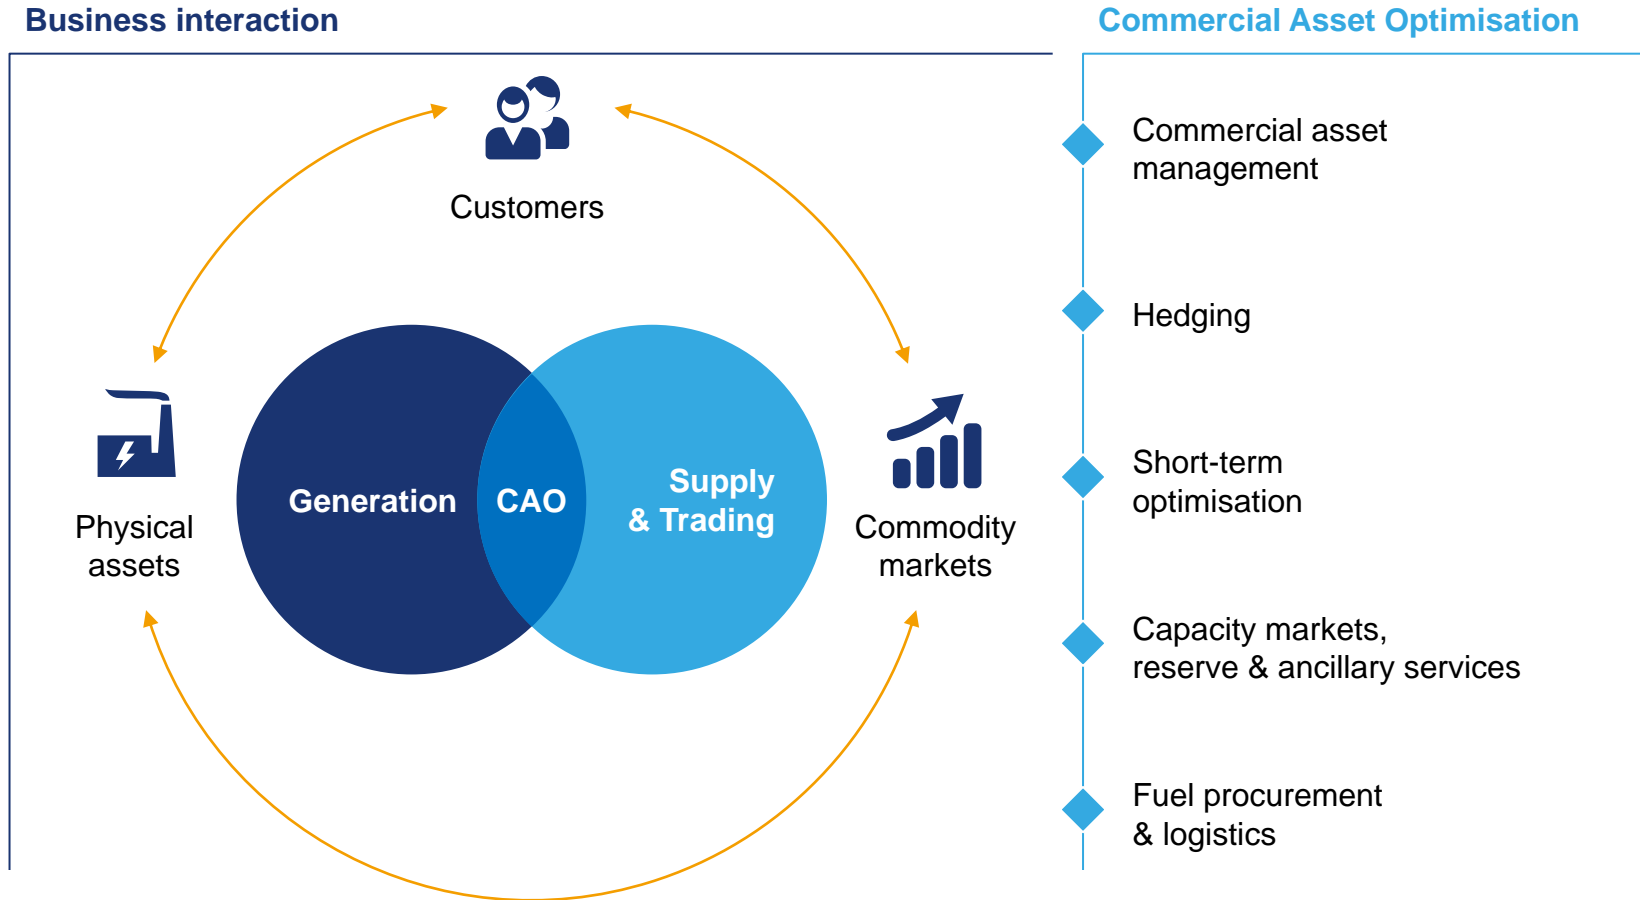 Business interaction
Customers
Physical
assets
Generation
CAO
Supply
& Trading
Commodity
markets
Commercial Asset Optimisation
Commercial asset
management
Hedging
Short-term
optimisation
Capacity markets,
reserve & ancillary services
Fuel procurement
& logistics